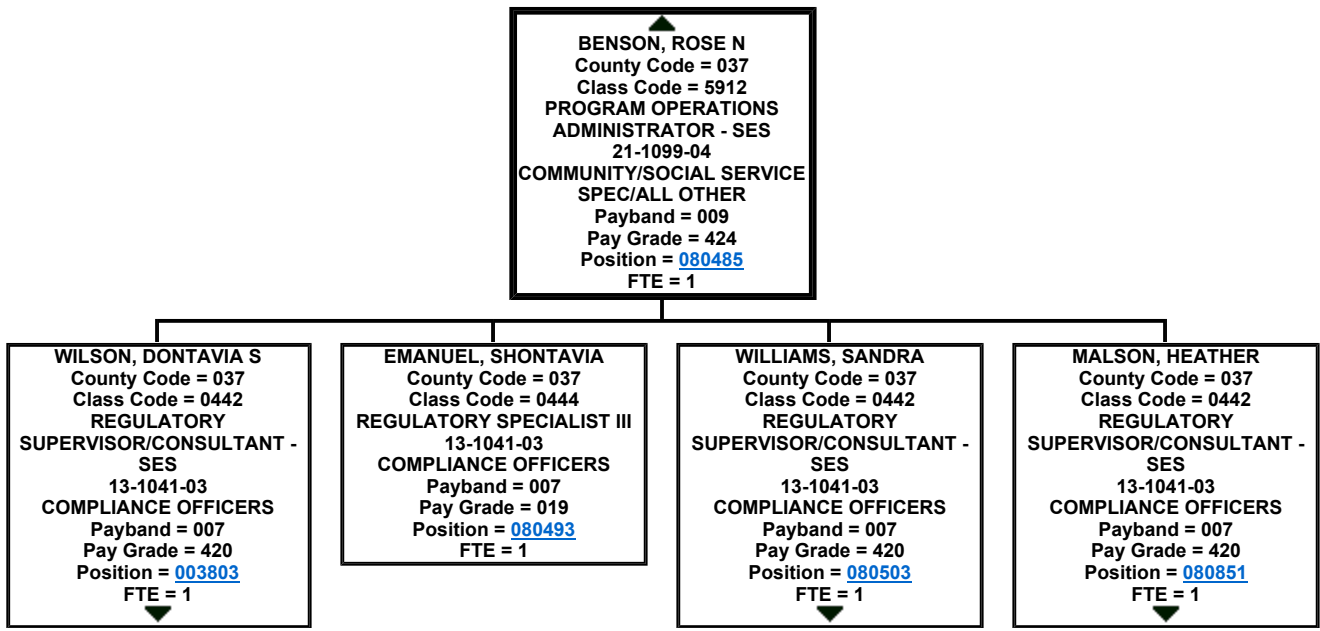 BENSON, ROSE N
County Code = 037
Class Code = 5912
PROGRAM OPERATIONS
ADMINISTRATOR - SES
21-1099-04
COMMUNITY/SOCIAL SERVICE
SPEC/ALL OTHER
Payband = 009
Pay Grade = 424
Position = 080485
FTE = 1
WILSON, DONTAVIA S
County Code = 037
Class Code = 0442
REGULATORY
SUPERVISOR/CONSULTANT -
SES
13-1041-03
COMPLIANCE OFFICERS
Payband = 007
Pay Grade = 420
Position = 003803
FTE = 1
EMANUEL, SHONTAVIA
County Code = 037
Class Code = 0444
REGULATORY SPECIALIST III
13-1041-03
COMPLIANCE OFFICERS
Payband = 007
Pay Grade = 019
Position = 080493
FTE = 1
WILLIAMS, SANDRA
County Code = 037
Class Code = 0442
REGULATORY
SUPERVISOR/CONSULTANT -
SES
13-1041-03
COMPLIANCE OFFICERS
Payband = 007
Pay Grade = 420
Position = 080503
FTE = 1
MALSON, HEATHER
County Code = 037
Class Code = 0442
REGULATORY
SUPERVISOR/CONSULTANT -
SES
13-1041-03
COMPLIANCE OFFICERS
Payband = 007
Pay Grade = 420
Position = 080851
FTE = 1